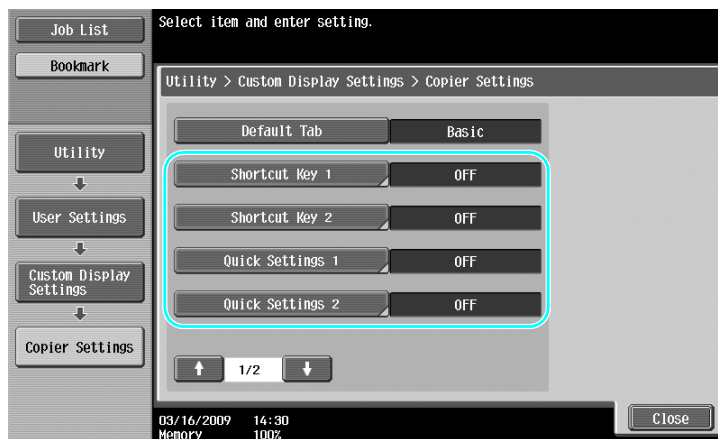 Job List
Select item and enter setting.
Bookmark
Utility > Custom Display Settings > Copier Settings
Default Tab Basic
Utility
Shortcut Key 1 OFF
User Settings
Shortcut Key 2 OFF
Quick Settings 1 OFF
Custom Display
Settings
Quick Settings 2 OFF
Copier Settings
1/2
03/16/2009 14:30
Close
Memory 100%